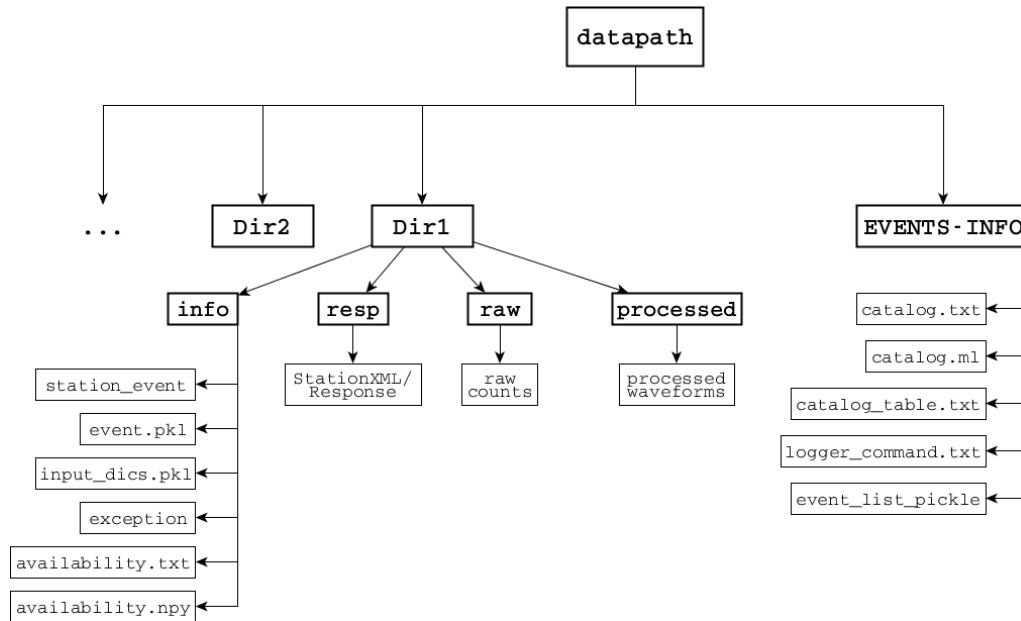 datapath
...
Dir2
Dir1
EVENTS-INFO
info
resp
raw
processed
catalog.txt
StationXML/
Response
raw
counts
processed
waveforms
catalog.ml
station_event
catalog_table.txt
event.pkl
logger_command.txt
input_dics.pkl
event_list_pickle
exception
availability.txt
availability.npy